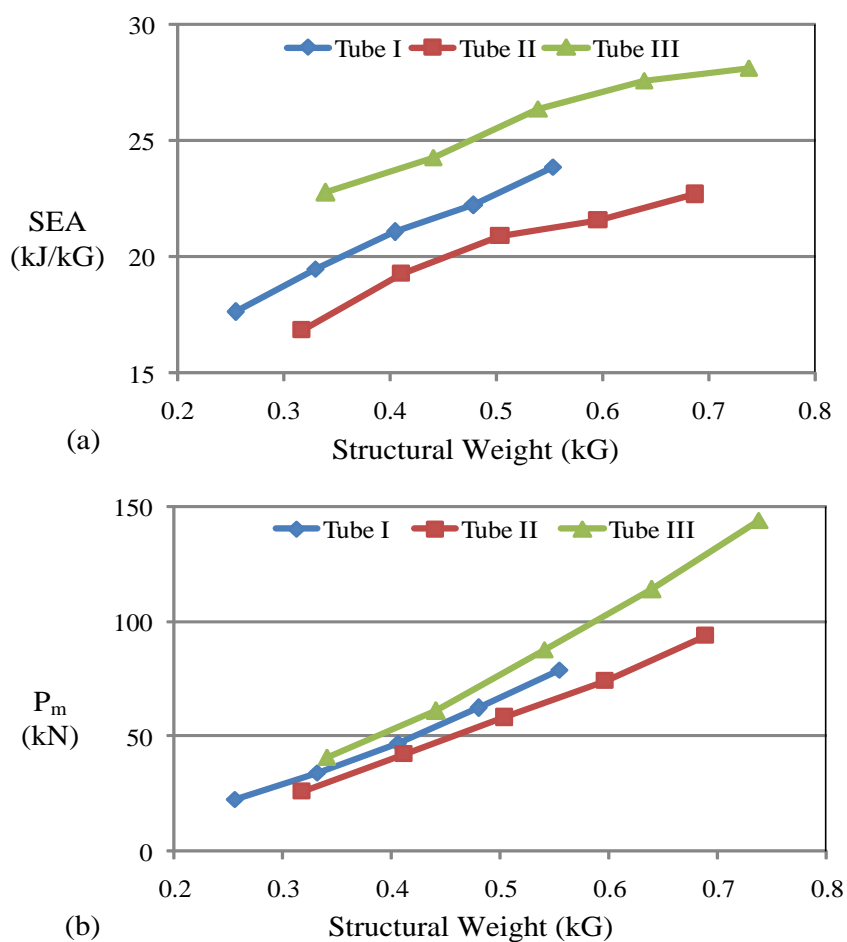 30
Tube I Tube II Tube III
25
SEA
(kJ/kG)
20
15
0.2 0.3 0.4 0.5 0.6 0.7 0.8
(a)
Structural Weight (kG)
150
Tube I Tube II Tube III
100
Pm
(kN)
50
0
0.2 0.3 0.4 0.5 0.6 0.7 0.8
(b)
Structural Weight (kG)